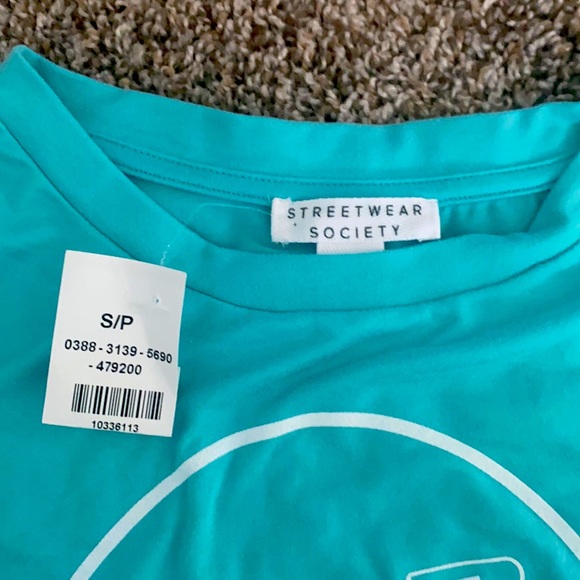 STREETWEAR
SOCIETY
S/P
0388 - 3139 - 5690
- 479200
10336113